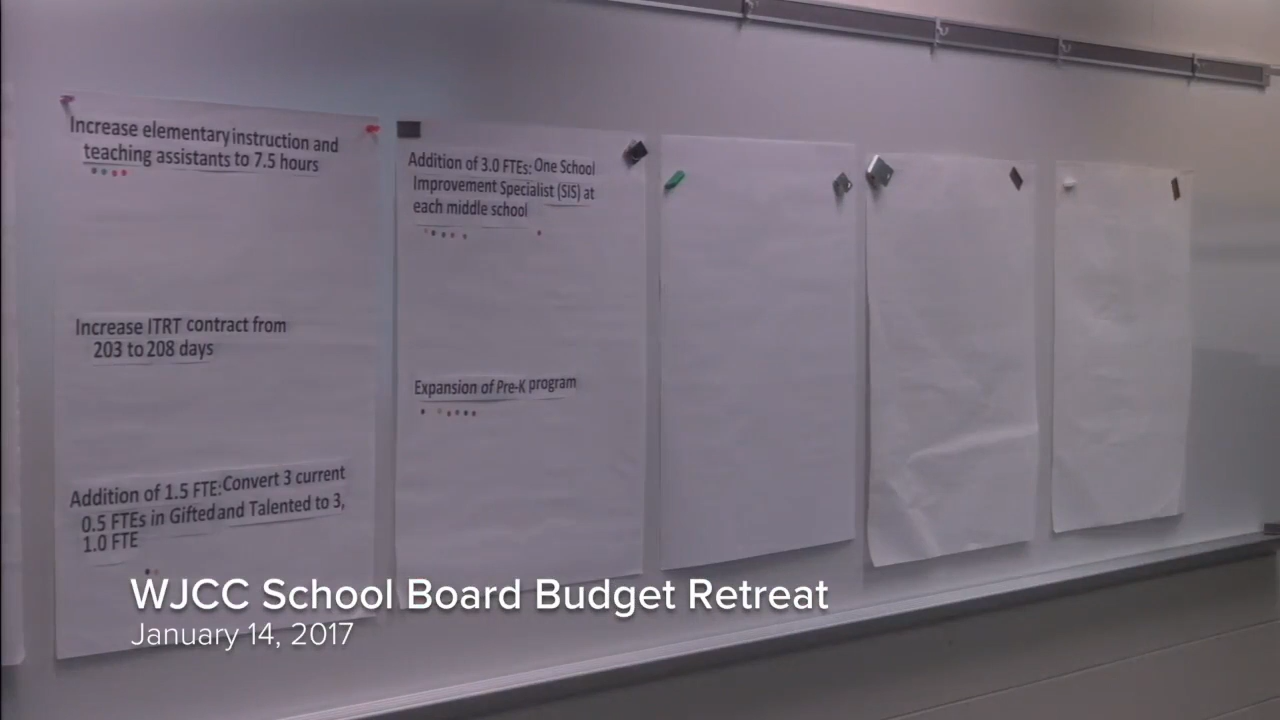 Increase elementary instruction and
teaching assistants to 7.5 hours
Increase ITRT contract from
203 to 208 days
Addition of 1.5 FTE: Convert 3 current
0.5 FTEs in Gifted and Talented to 3,
1.0 FTE
Addition of 3.0 FTEs: One School
Improvement Specialist (SIS) at
each middle school
Expansion of Pre-K program
WJCC School Board Budget Retreat
January 14, 2017